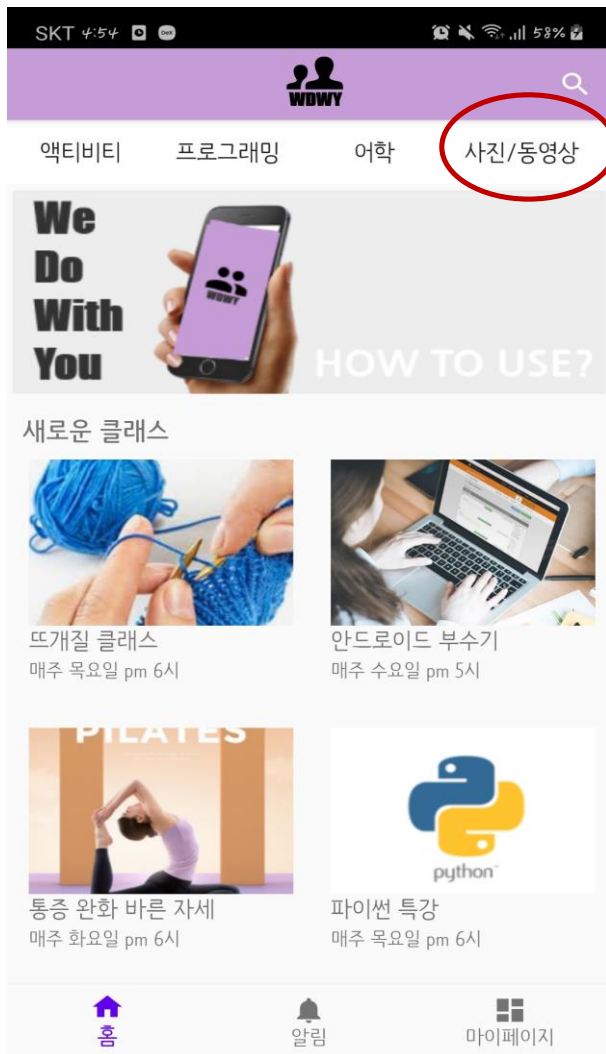 SKT 4:54
58%
WDWY
액티비티 프로그래밍 어학 사진/동영상
We
Do
With
You
WDWY
HOW TO USE?
새로운 클래스
뜨개질 클래스
매주 목요일 pm 6시
안드로이드 부수기
매주 수요일 pm 5시
PILATES
python
통증 완화 바른 자세
매주 화요일 pm 6시
파이썬 특강
매주 목요일 pm 6시
홈 알림 마이페이지